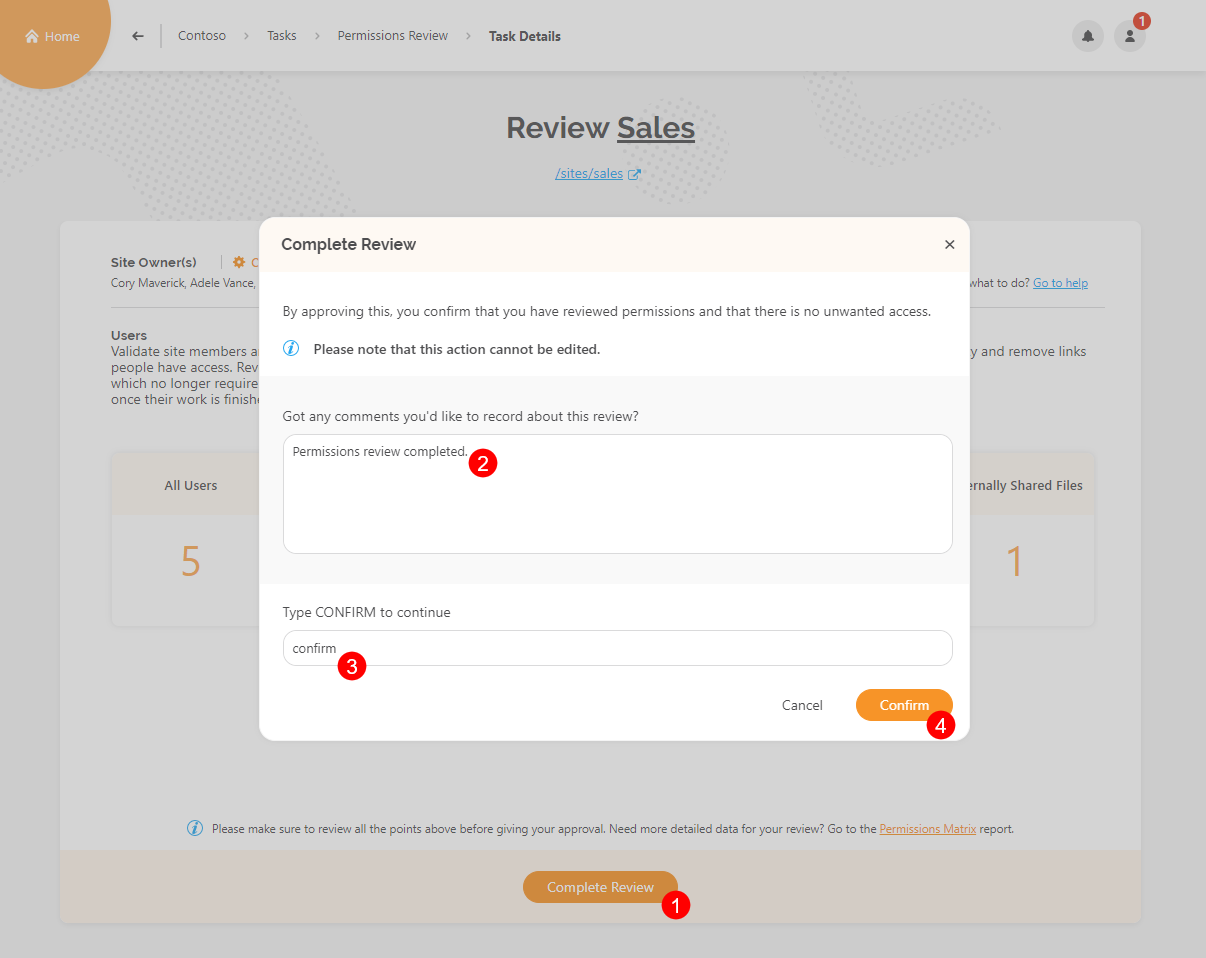 Home
Contoso > Tasks > Permissions Review > Task Details
1
Review Sales
/sites/sales
Site Owner(s)
Cory Maverick, Adele Vance,
what to do? Go to help
Users
Validate site members a
people have access. Rev
which no longer require
once their work is finish
y and remove links
All Users
5
ernally Shared Files
1
Complete Review
By approving this, you confirm that you have reviewed permissions and that there is no unwanted access.
Please note that this action cannot be edited.
Got any comments you'd like to record about this review?
Permissions review completed.
2
Type CONFIRM to continue
confirm
3
Cancel
Confirm
4
Please make sure to review all the points above before giving your approval. Need more detailed data for your review? Go to the Permissions Matrix report.
Complete Review
1